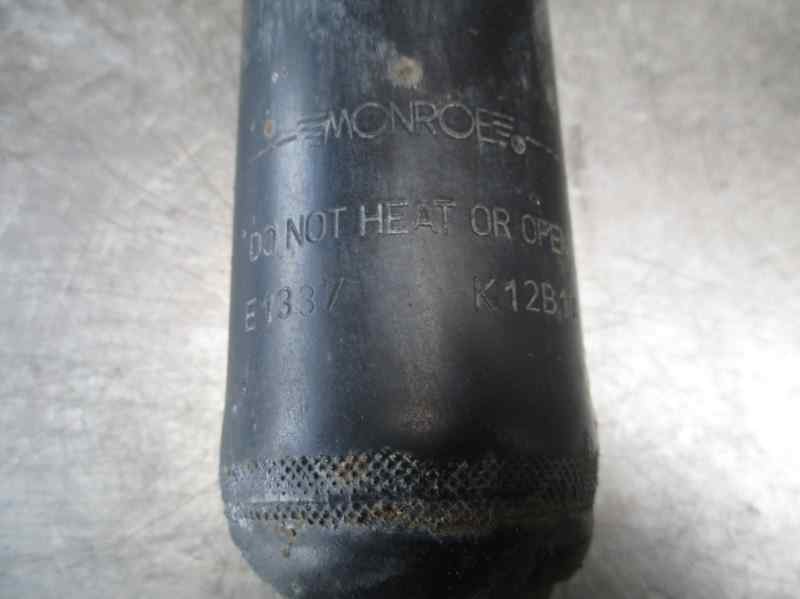 MONROE
DO NOT HEAT OR OPEN
E1337